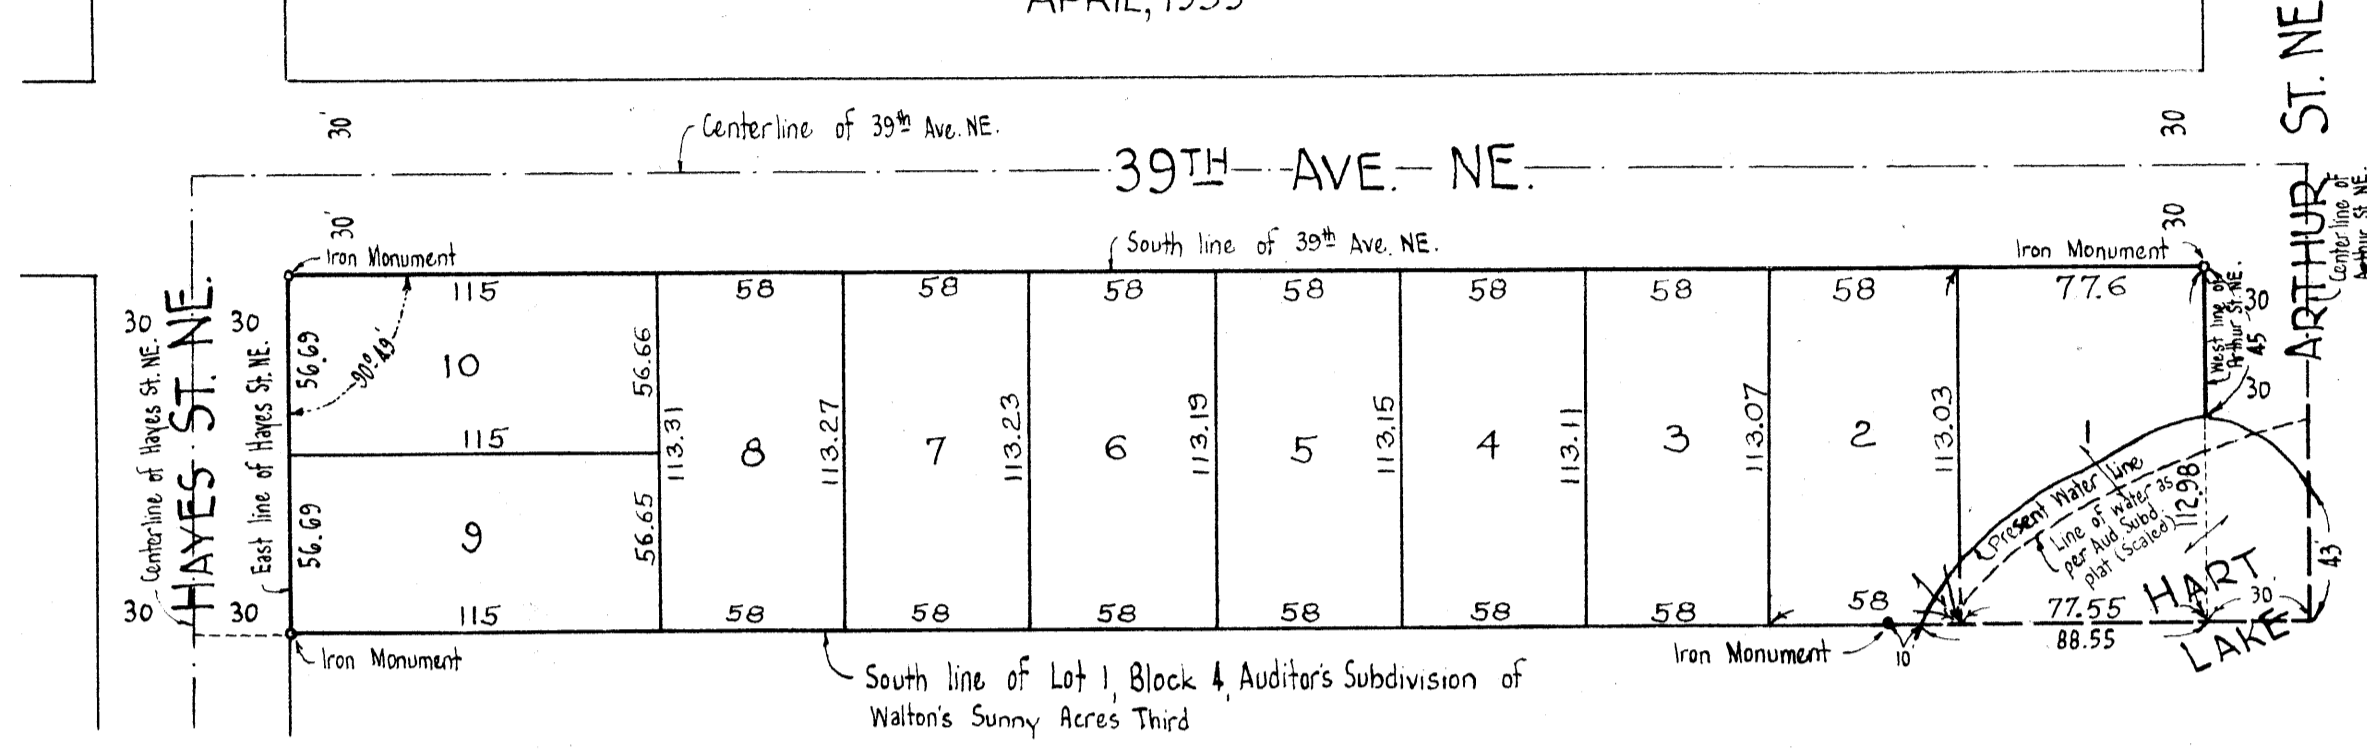 APRIL, 1955
ST. NE
ARTHUR
30'
Centerline of 39th Ave. NE.
30
39TH AVE. NE.
Centerline of Arthur St. NE.
30'
South line of 39th Ave. NE.
30
Iron Monument
Iron Monument
115
58
58
58
58
58
58
58
77.6
HAYES ST. NE.
Centerline of Hayes St. NE.
East line of Hayes St. NE.
30
30
56.69
90°49'
10
56.66
West line of Arthur St. NE.
30
45
30
115
113.31
8
113.27
7
113.23
6
113.19
5
113.15
4
113.11
3
113.07
2
113.03
1
56.69
9
56.65
Present Water Line
Line of water as
per Aud. Subd.
plat (Scaled)
112.98
43'
HART
LAKE
30
30
115
58
58
58
58
58
58
58
77.55
30
88.55
10
Iron Monument
Iron Monument
South line of Lot 1, Block 4, Auditor's Subdivision of
Walton's Sunny Acres Third